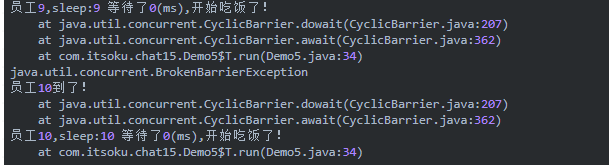 员工9,sleep:9 等待了0(ms),开始吃饭了！
at java.util.concurrent.CyclicBarrier.dowait(CyclicBarrier.java:207)
at java.util.concurrent.CyclicBarrier.await(CyclicBarrier.java:362)
at com.itsoku.chat15.Demo5$T.run(Demo5.java:34)
java.util.concurrent.BrokenBarrierException
员工10到了！
at java.util.concurrent.CyclicBarrier.dowait(CyclicBarrier.java:207)
at java.util.concurrent.CyclicBarrier.await(CyclicBarrier.java:362)
员工10,sleep:10 等待了0(ms),开始吃饭了！
at com.itsoku.chat15.Demo5$T.run(Demo5.java:34)